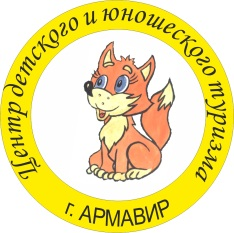 Центр детского и юношеского туризма
г. АРМАВИР